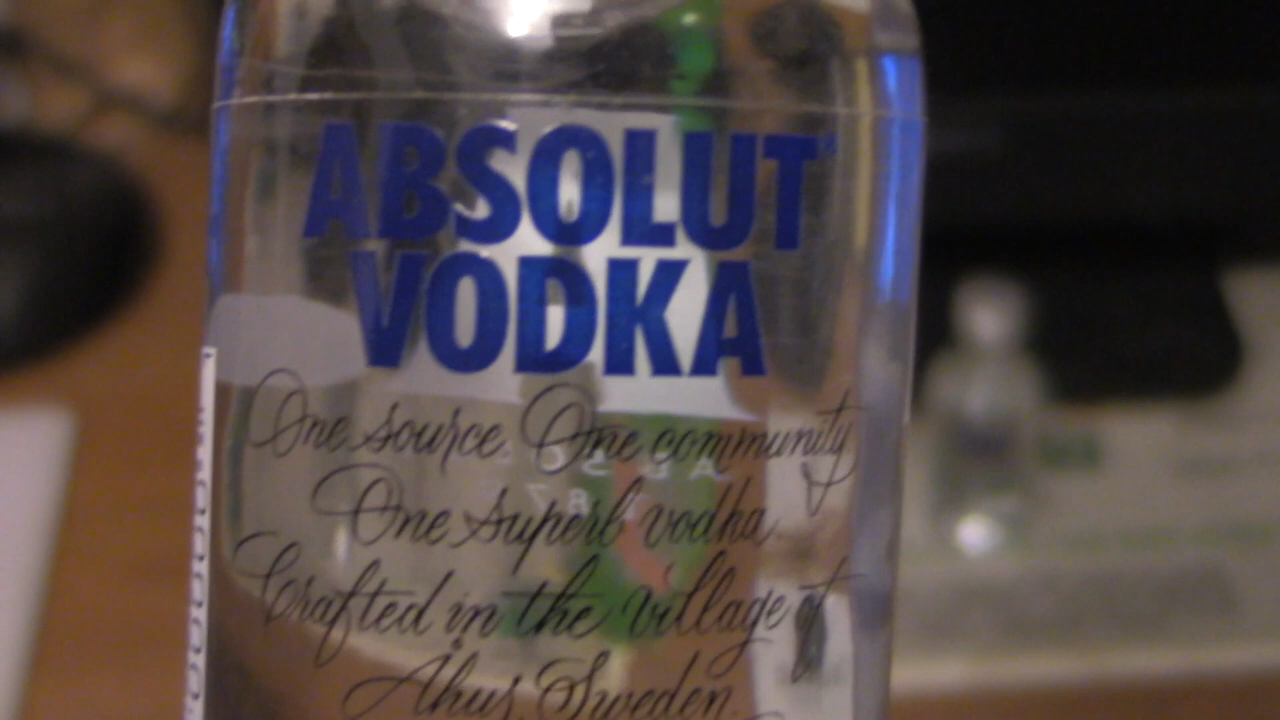 ABSOLUT
VODKA
One source. One community.
One superb vodka.
Crafted in the village of
Åhus, Sweden.